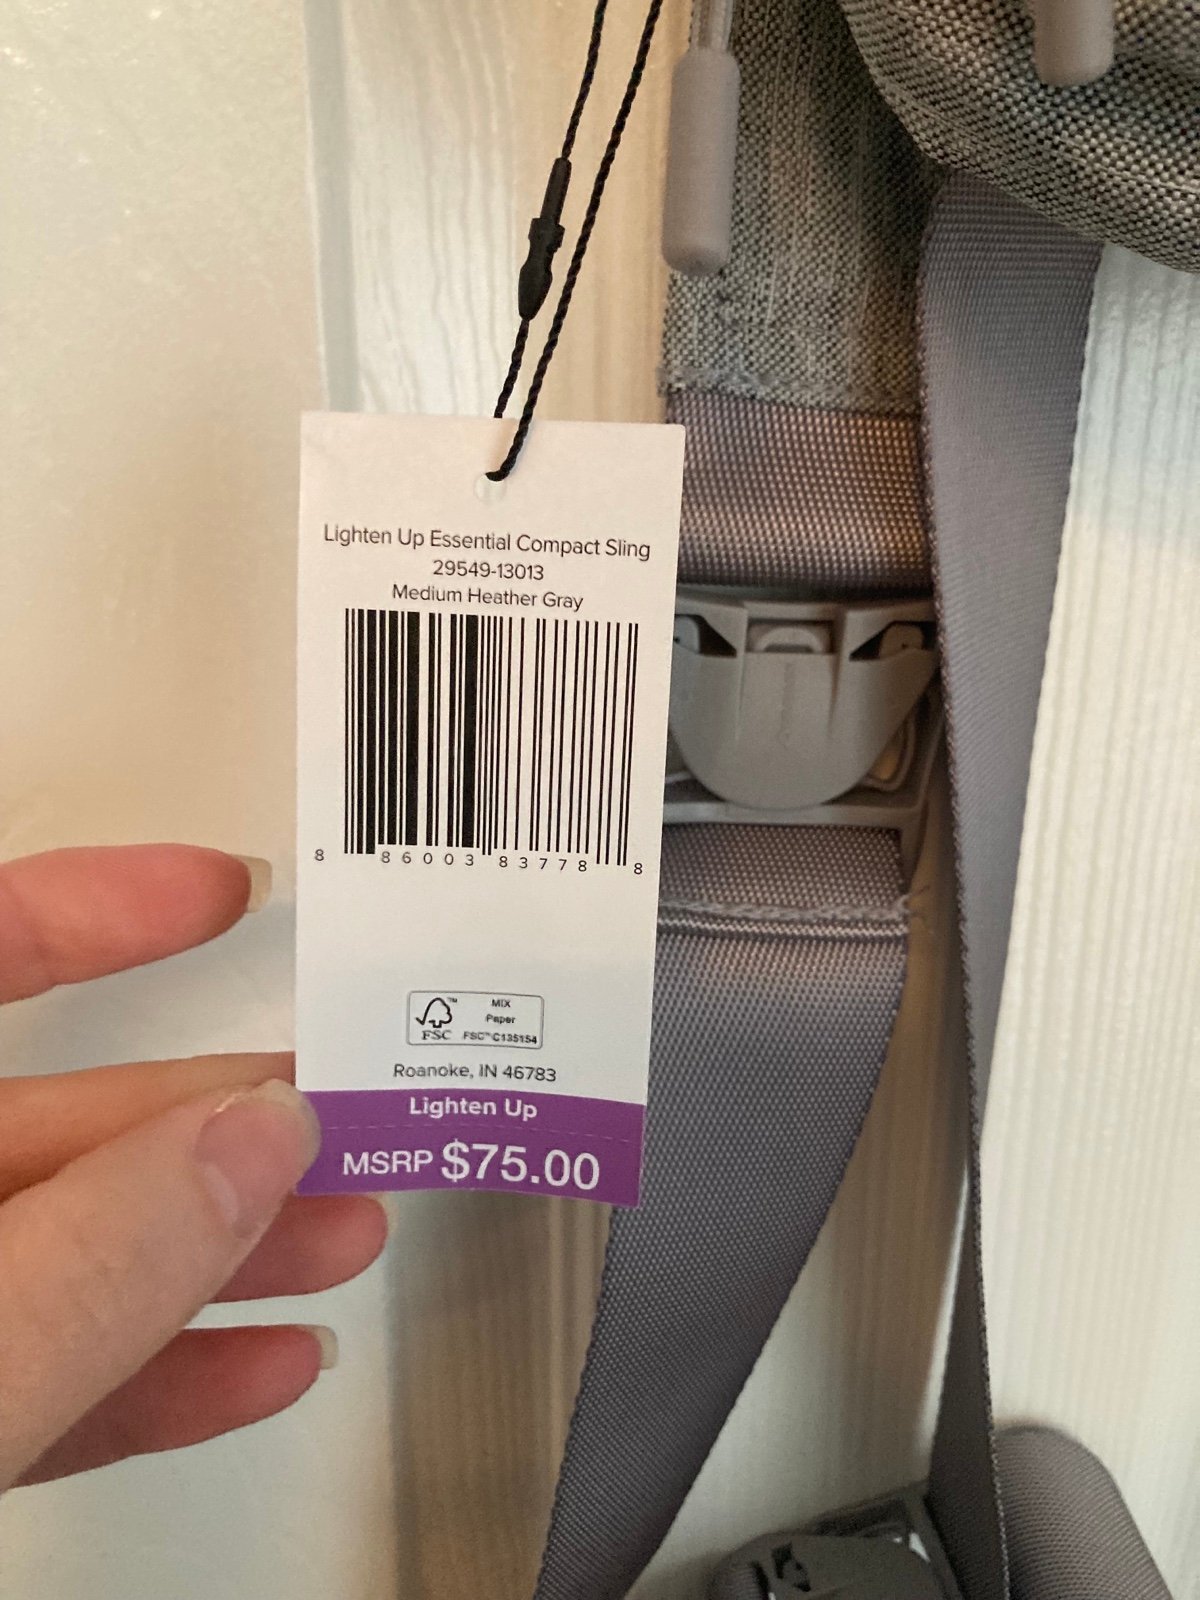 Lighten Up Essential Compact Sling
29549-13013
Medium Heather Gray
8 86003 83778 8
FSC™
MIX
Paper
FSC™ C135154
Roanoke, IN 46783
Lighten Up
MSRP $75.00